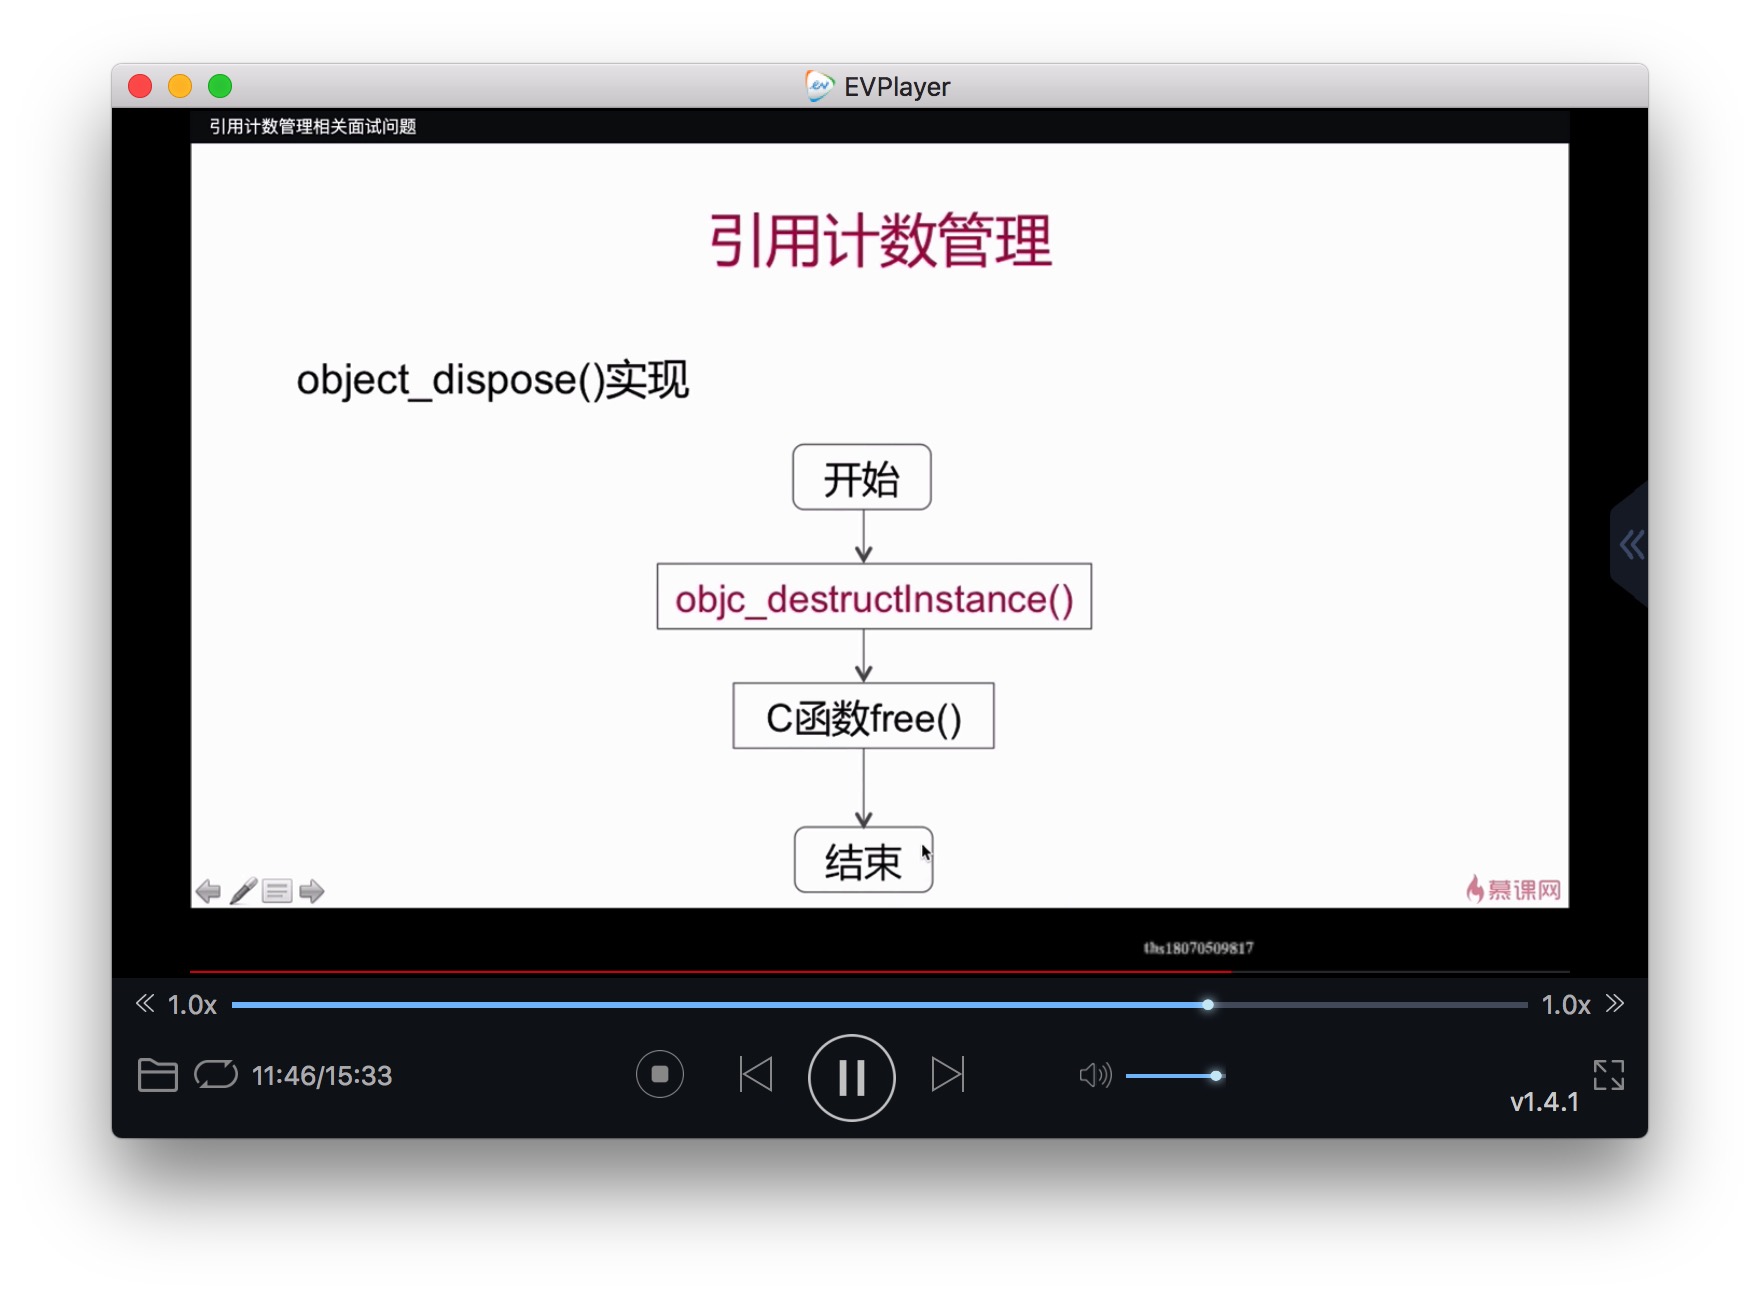 EVPlayer
引用计数管理相关面试问题
引用计数管理
object_dispose()实现
开始
objc_destructInstance()
C函数free()
结束
慕课网
ths18070509817
1.0x
1.0x
11:46/15:33
v1.4.1